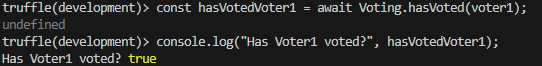 truffle(development)> const hasVotedVoter1 = await Voting.hasVoted(voter1);
undefined
truffle(development)> console.log("Has Voter1 voted?", hasVotedVoter1);
Has Voter1 voted? true